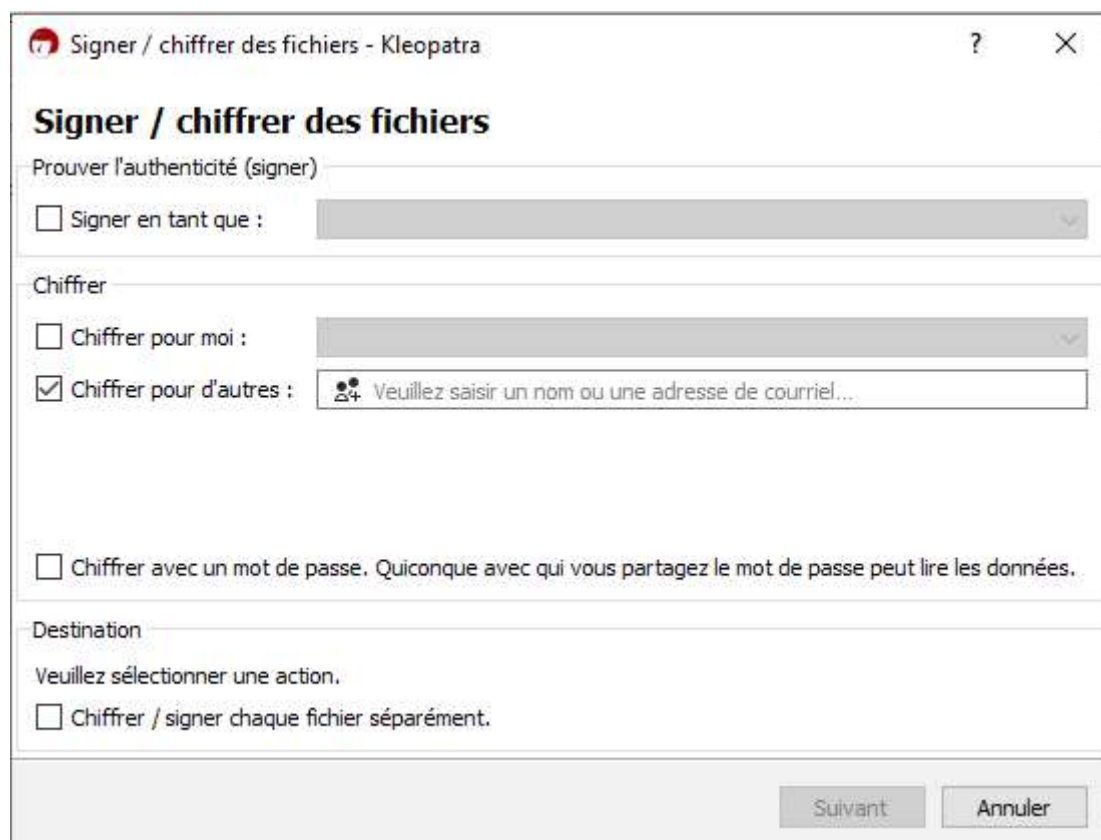 Signer / chiffrer des fichiers - Kleopatra
?
Signer / chiffrer des fichiers
Prouver l'authenticité (signer)
Signer en tant que :
Chiffrer
Chiffrer pour moi :
Chiffrer pour d'autres :
Veuillez saisir un nom ou une adresse de courriel...
Chiffrer avec un mot de passe. Quiconque avec qui vous partagez le mot de passe peut lire les données.
Destination
Veuillez sélectionner une action.
Chiffrer / signer chaque fichier séparément.
Suivant
Annuler